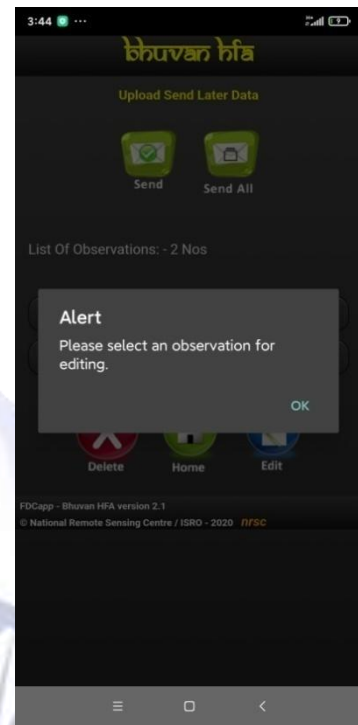 3:44
bhuvan hfa
Upload Send Later Data
Send Send All
List Of Observations: - 2 Nos
Alert
Please select an observation for
editing.
OK
Delete Home Edit
FDCapp - Bhuvan HFA version 2.1
© National Remote Sensing Centre / ISRO - 2020 nrsc